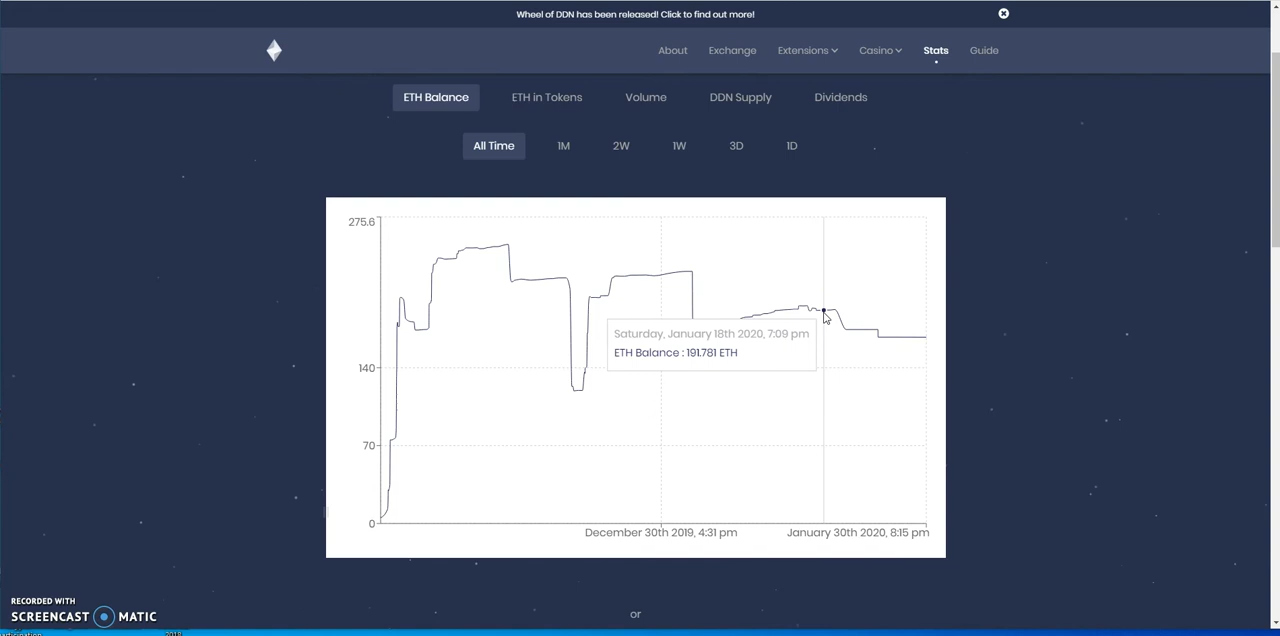 Wheel of DDN has been released! Click to find out more!
About Exchange Extensions Casino Stats Guide
ETH Balance ETH in Tokens Volume DDN Supply Dividends
All Time 1M 2W 1W 3D 1D
275.6
Saturday, January 18th 2020, 7:09 pm
ETH Balance : 191.781 ETH
140
70
0
December 30th 2019, 4:31 pm January 30th 2020, 8:15 pm
RECORDED WITH
SCREENCAST MATIC
or
articipation 2018